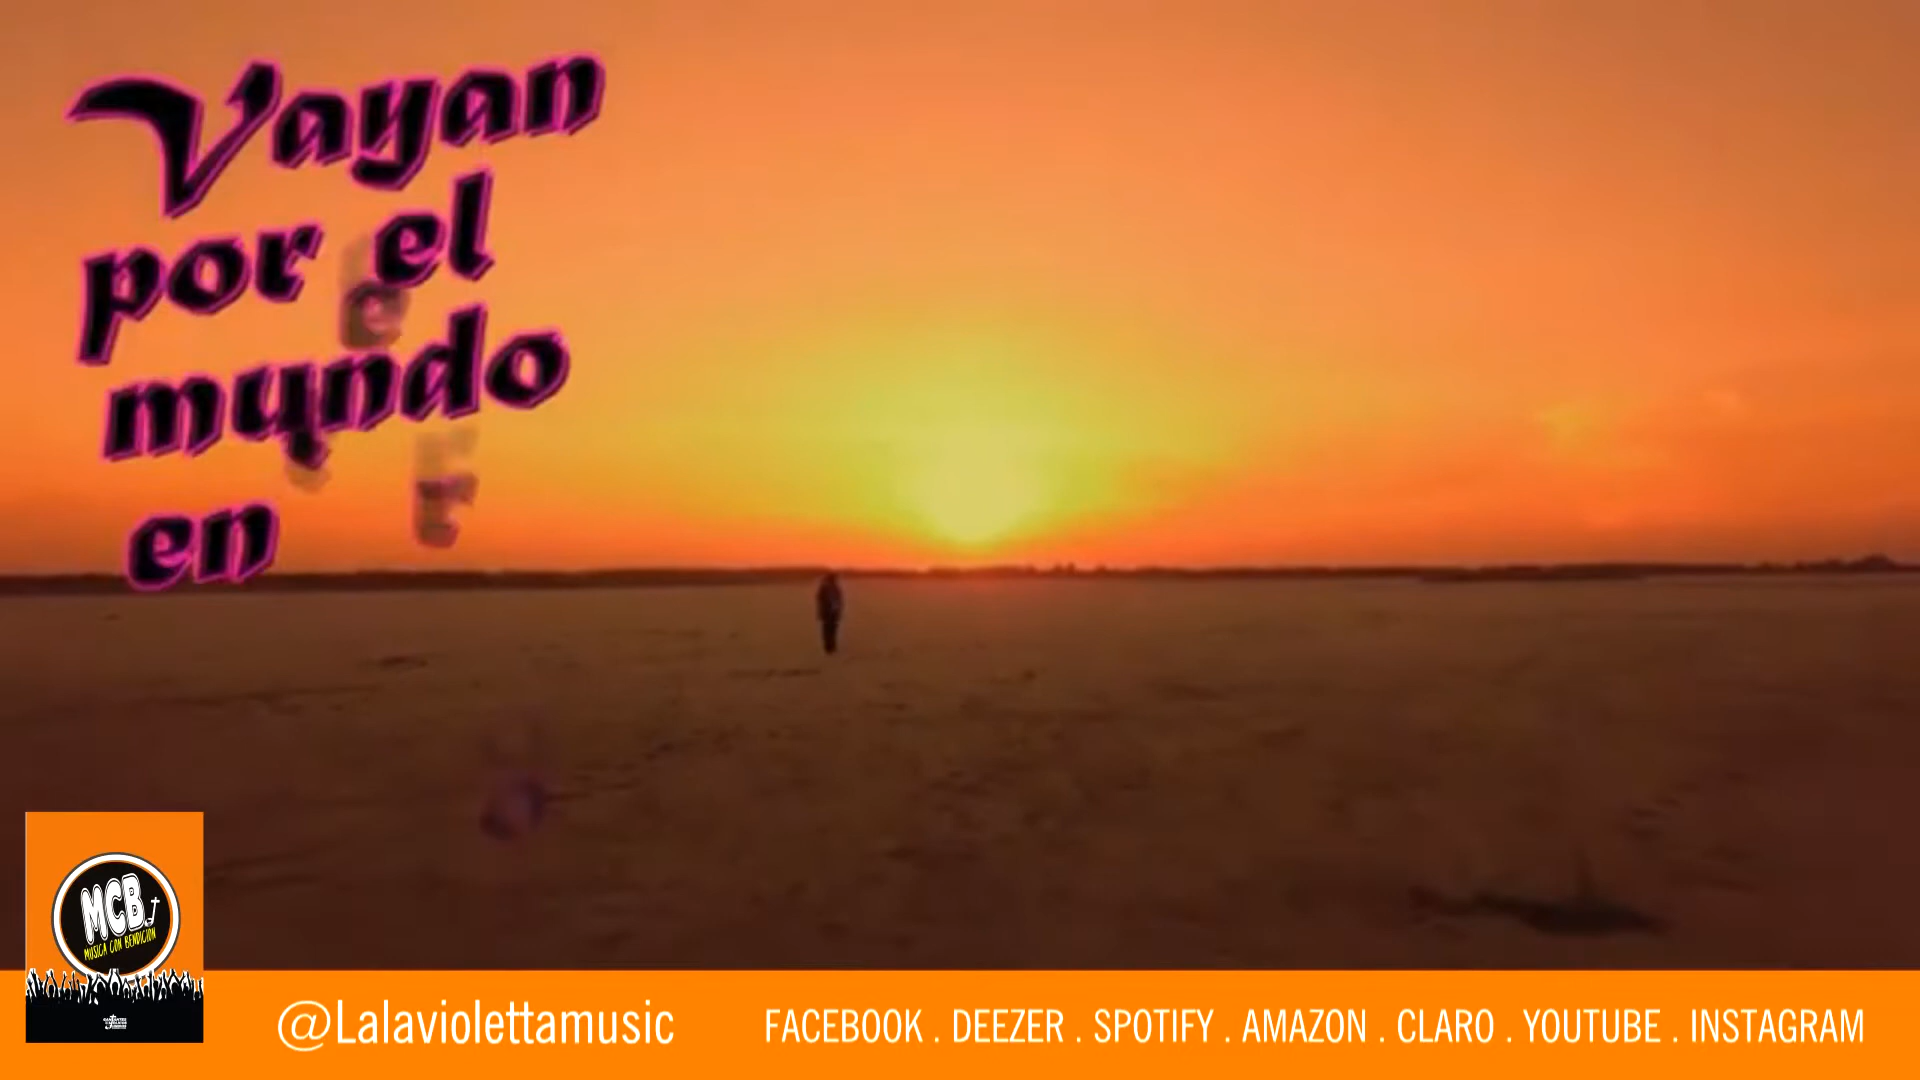 Vayan
por el
mundo
en
MCB
MUSICA CON BENDICION
@Lalaviolettamusic
FACEBOOK . DEEZER . SPOTIFY . AMAZON . CLARO . YOUTUBE . INSTAGRAM